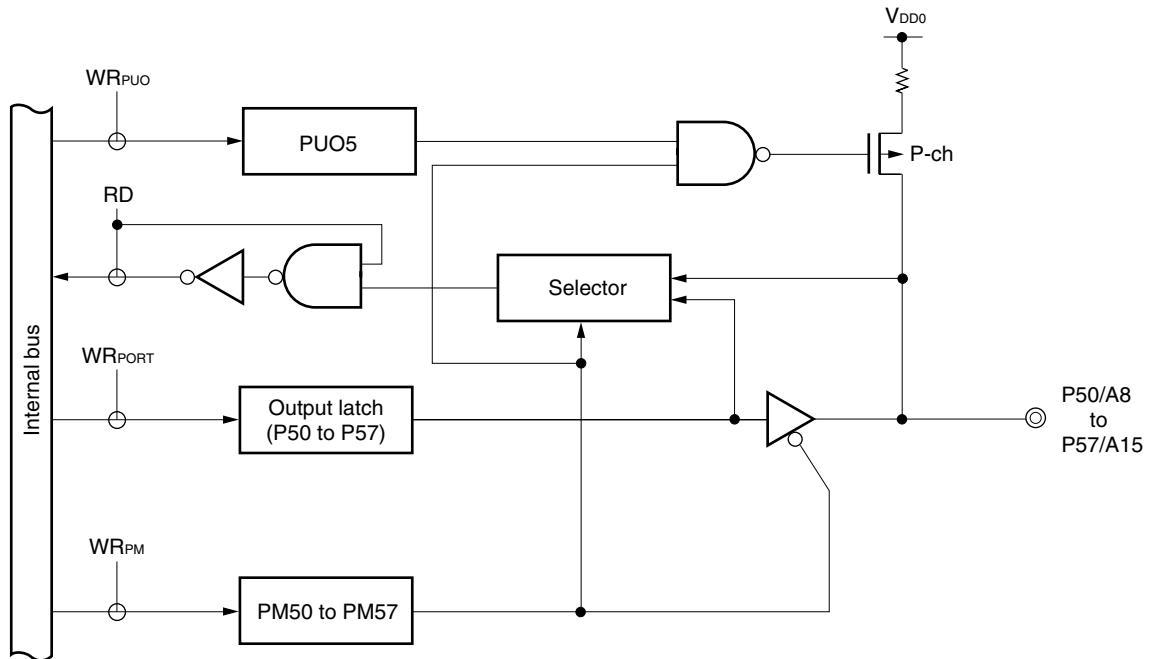 VDD0
WRPUO
PUO5
P-ch
RD
Selector
Internal bus
WRPORT
Output latch
(P50 to P57)
P50/A8
to
P57/A15
WRPM
PM50 to PM57